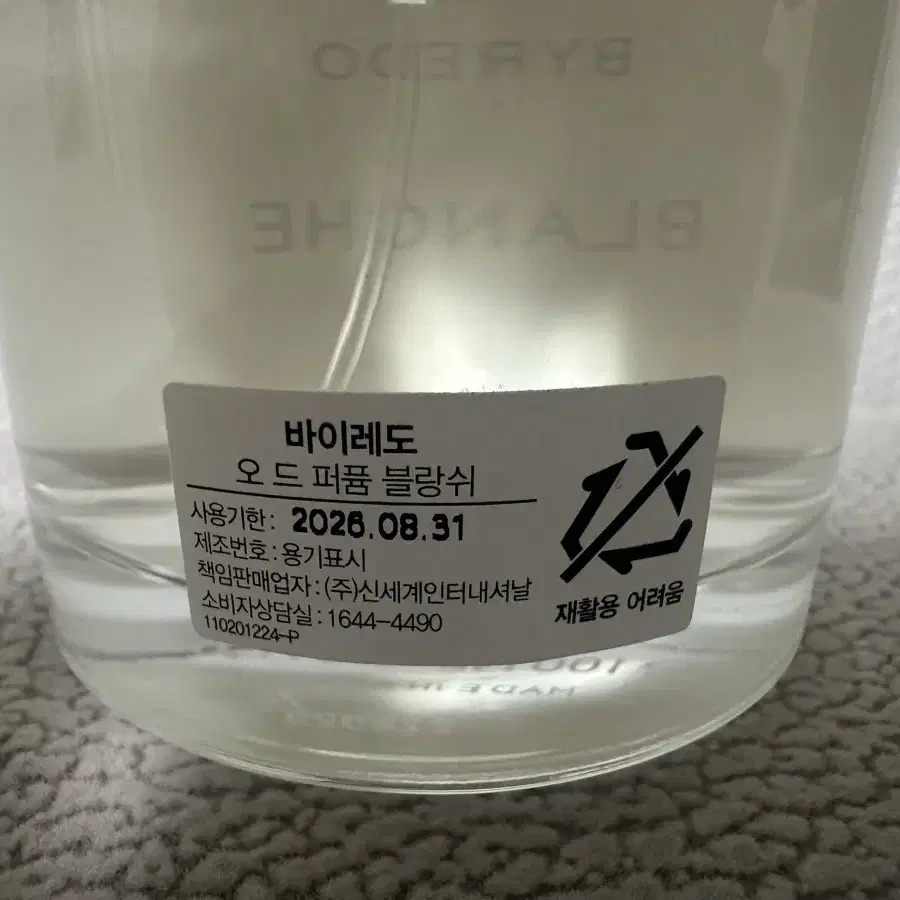 BYREDO
BLANCHE
바이레도
오 드 퍼퓸 블랑쉬
사용기한 : 2026.08.31
제조번호 : 용기표시
책임판매업자 : (주)신세계인터내셔날
소비자상담실 : 1644-4490
110201224-P
재활용 어려움
MADE IN